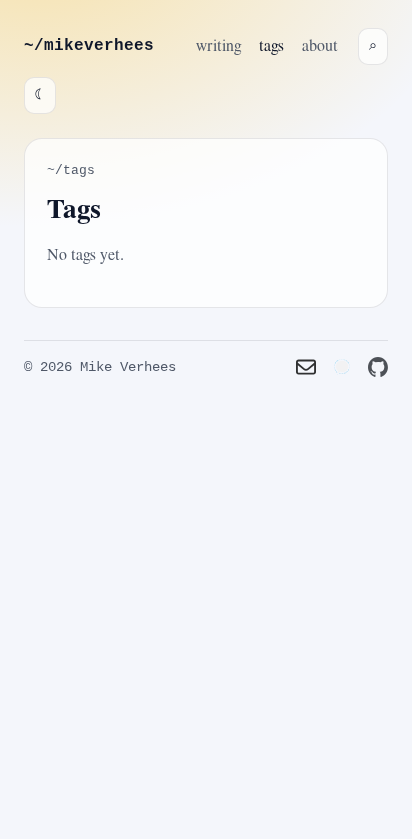 ~/mikeverhees writing tags about
~/tags
Tags
No tags yet.
© 2026 Mike Verhees